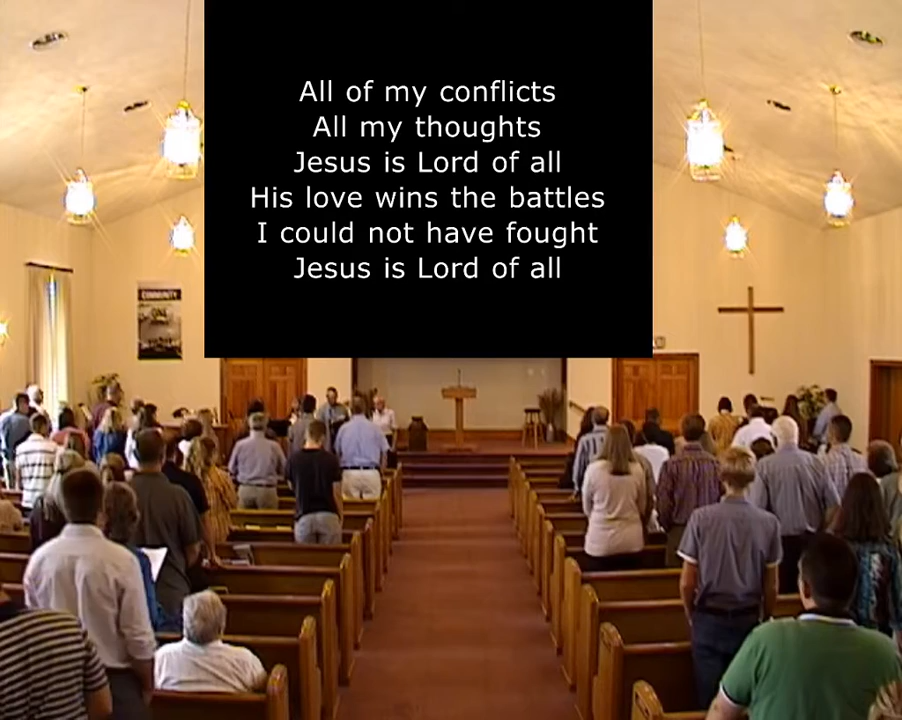 All of my conflicts
All my thoughts
Jesus is Lord of all
His love wins the battles
I could not have fought
Jesus is Lord of all
COMMUNITY